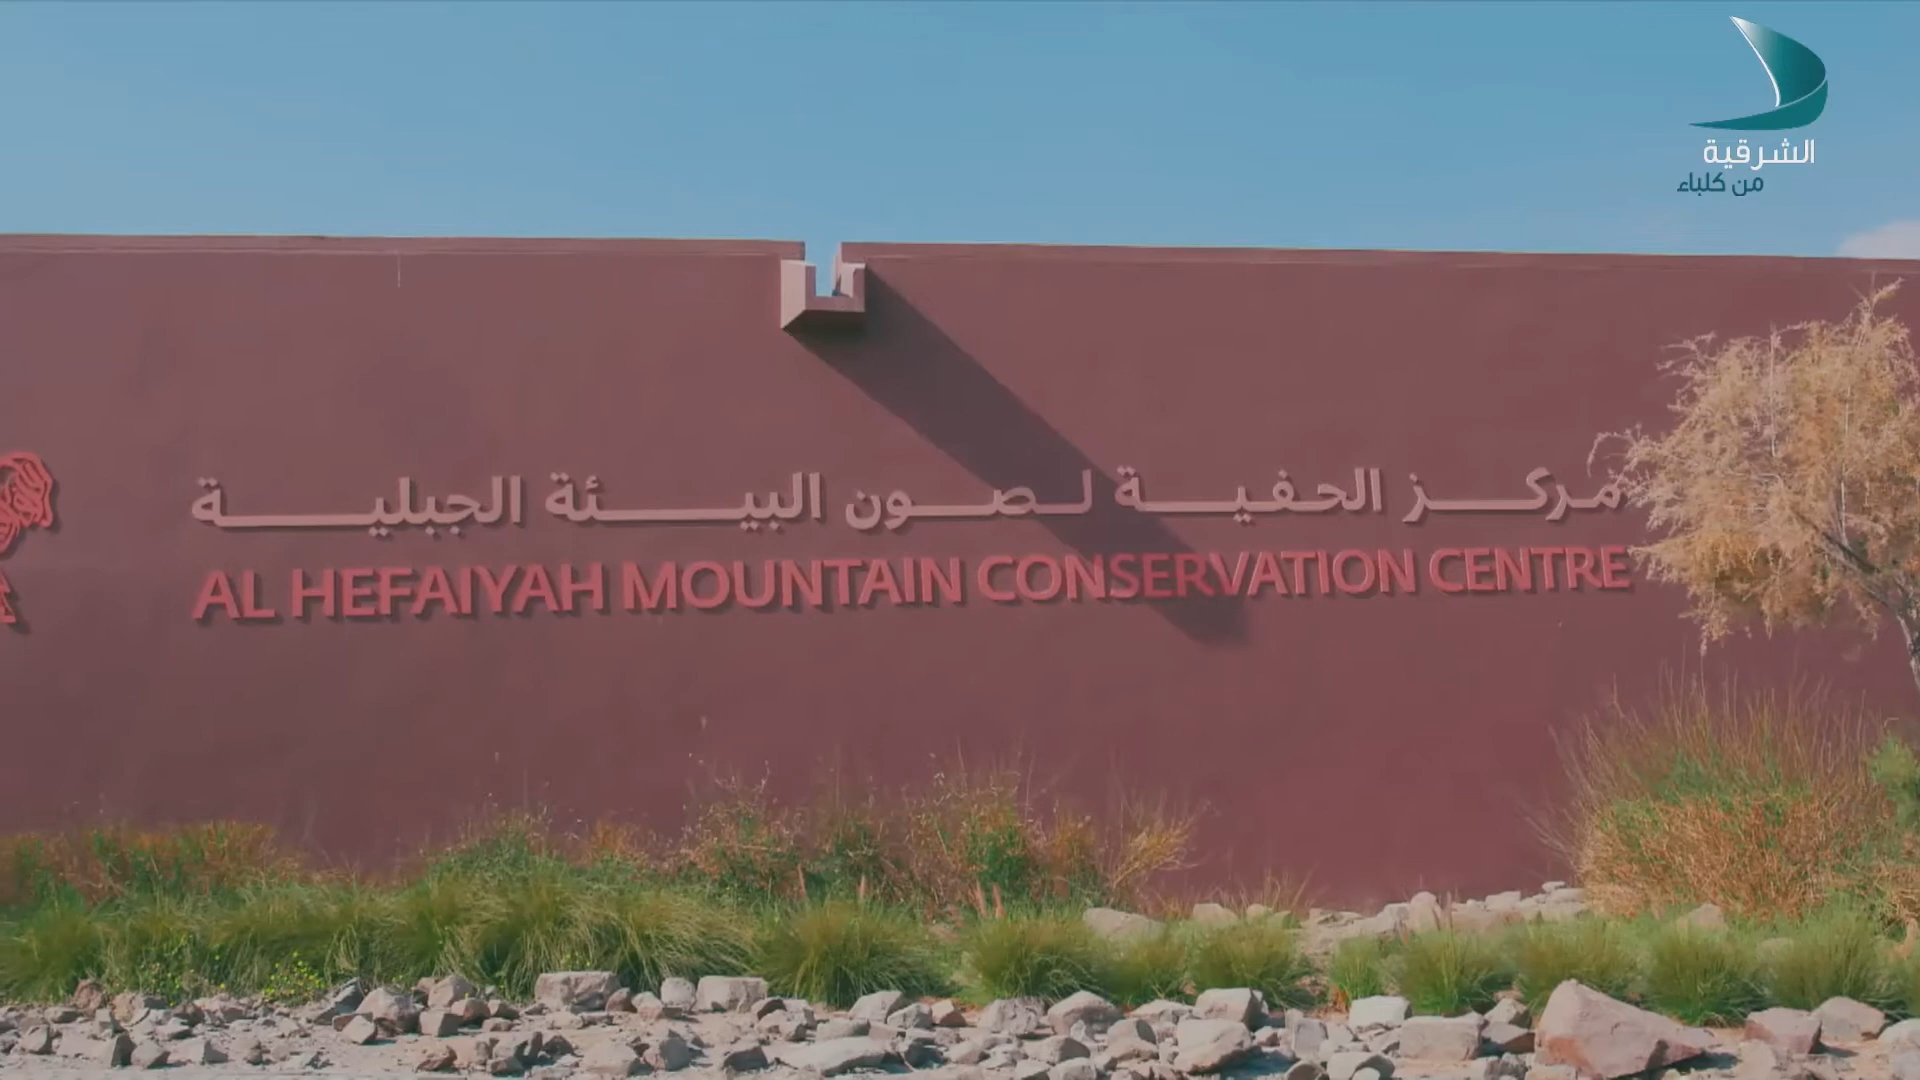 الشرقية
من كلباء
مركز الحفية لصون البيئة الجبلية
AL HEFAIYAH MOUNTAIN CONSERVATION CENTRE